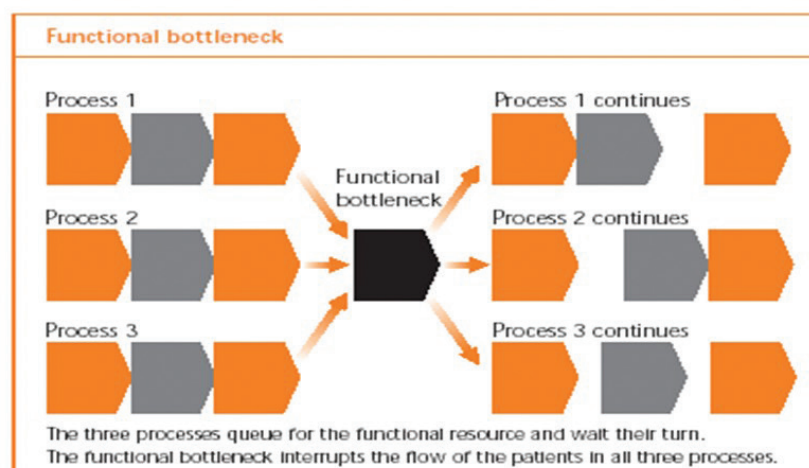 Functional bottleneck
Process 1
Process 1 continues
Functional
bottleneck
Process 2
Process 2 continues
Process 3
Process 3 continues
The three processes queue for the functional resource and wait their turn.
The functional bottleneck interrupts the flow of the patients in all three processes.